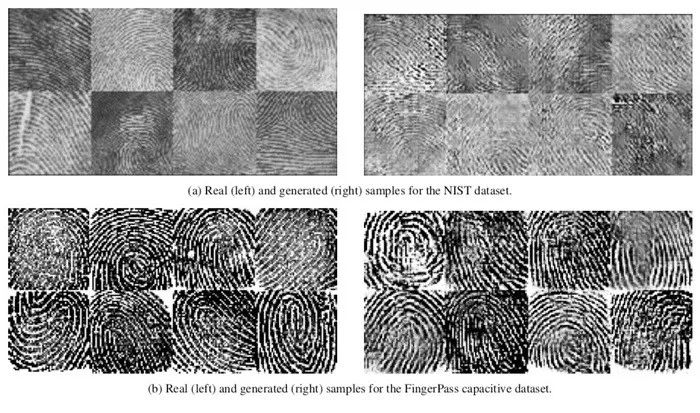 (a) Real (left) and generated (right) samples for the NIST dataset.
(b) Real (left) and generated (right) samples for the FingerPass capacitive dataset.